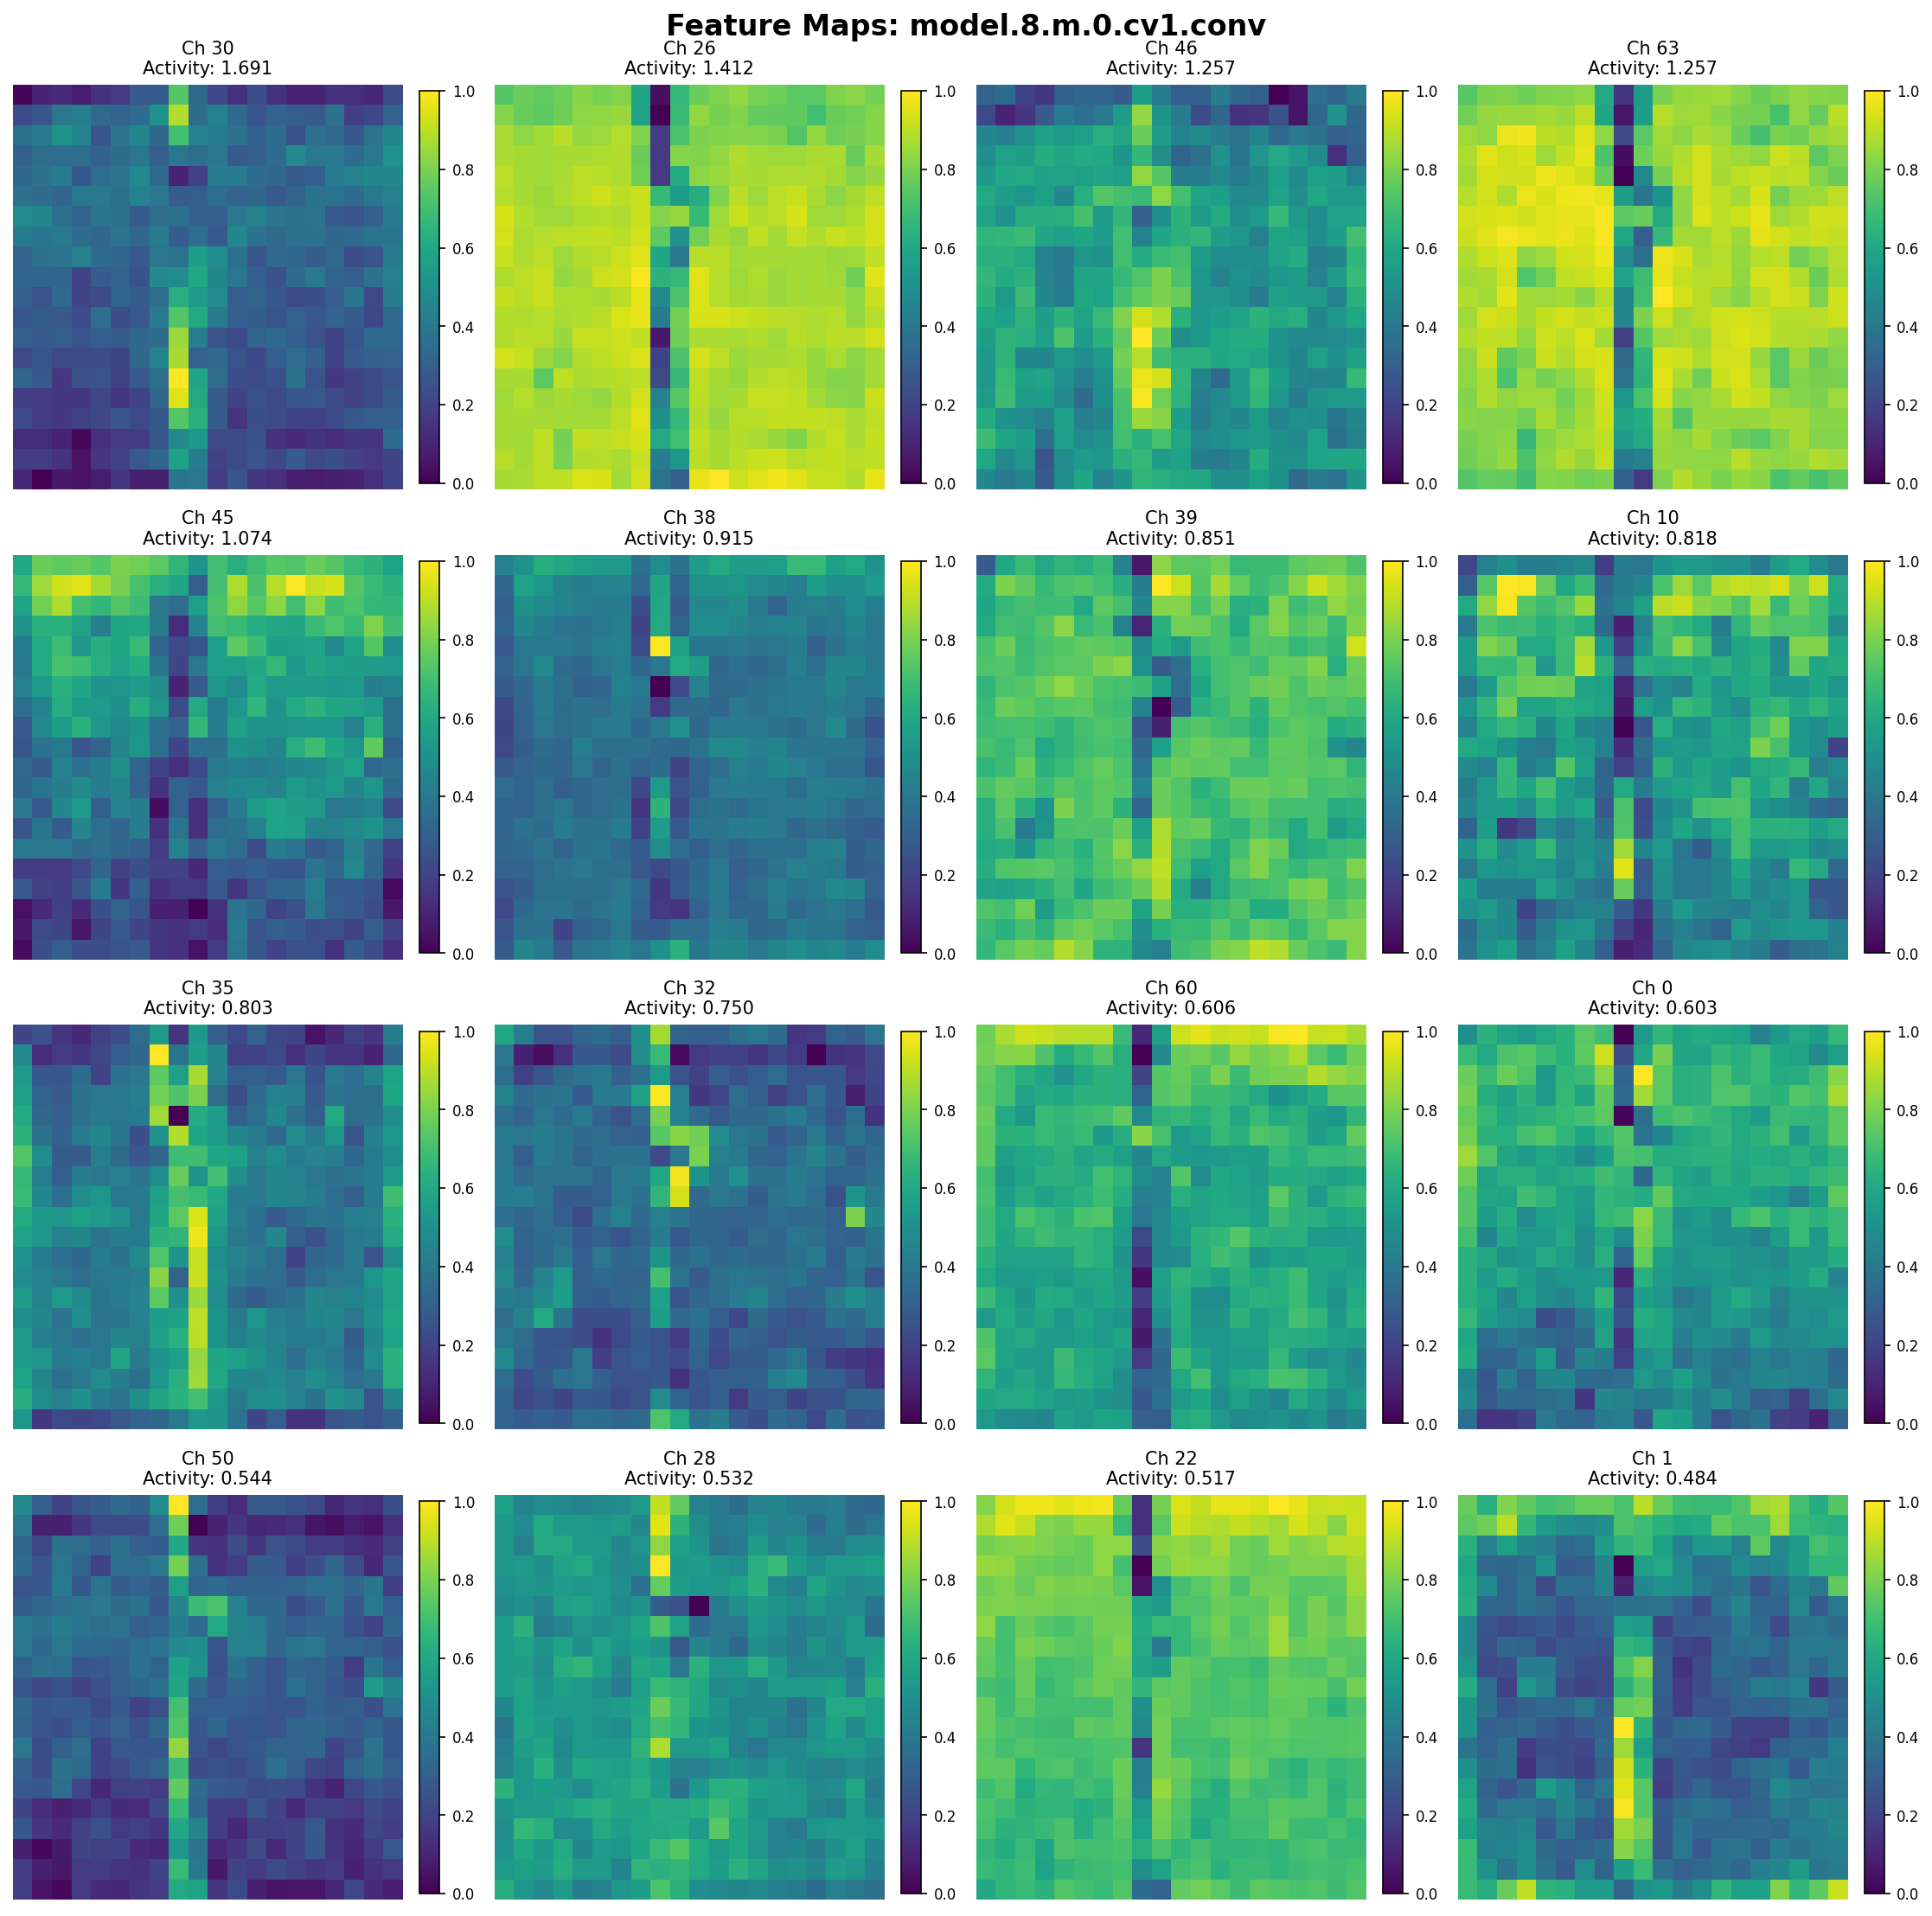 Feature Maps: model.8.m.0.cv1.conv
Ch 30
Activity: 1.691
1.0
0.8
0.6
0.4
0.2
0.0
Ch 26
Activity: 1.412
1.0
0.8
0.6
0.4
0.2
0.0
Ch 46
Activity: 1.257
1.0
0.8
0.6
0.4
0.2
0.0
Ch 63
Activity: 1.257
1.0
0.8
0.6
0.4
0.2
0.0
Ch 45
Activity: 1.074
1.0
0.8
0.6
0.4
0.2
0.0
Ch 38
Activity: 0.915
1.0
0.8
0.6
0.4
0.2
0.0
Ch 39
Activity: 0.851
1.0
0.8
0.6
0.4
0.2
0.0
Ch 10
Activity: 0.818
1.0
0.8
0.6
0.4
0.2
0.0
Ch 35
Activity: 0.803
1.0
0.8
0.6
0.4
0.2
0.0
Ch 32
Activity: 0.750
1.0
0.8
0.6
0.4
0.2
0.0
Ch 60
Activity: 0.606
1.0
0.8
0.6
0.4
0.2
0.0
Ch 0
Activity: 0.603
1.0
0.8
0.6
0.4
0.2
0.0
Ch 50
Activity: 0.544
1.0
0.8
0.6
0.4
0.2
0.0
Ch 28
Activity: 0.532
1.0
0.8
0.6
0.4
0.2
0.0
Ch 22
Activity: 0.517
1.0
0.8
0.6
0.4
0.2
0.0
Ch 1
Activity: 0.484
1.0
0.8
0.6
0.4
0.2
0.0